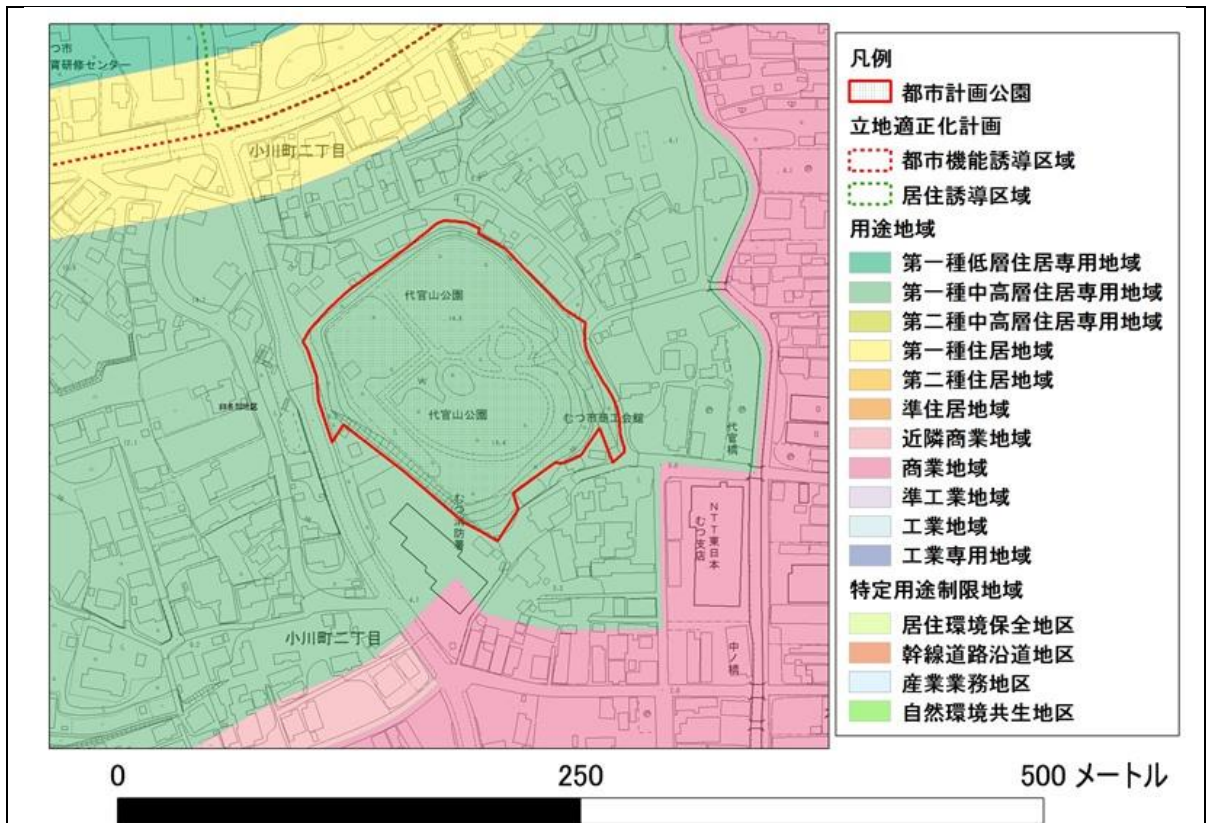 つ市
育研修センター
小川町二丁目
代官山公園
代官山公園
むつ市商工会館
代官橋
むつ消防署
NTT東日本
むつ支店
小川町二丁目
中ノ橋
凡例
都市計画公園
立地適正化計画
都市機能誘導区域
居住誘導区域
用途地域
第一種低層住居専用地域
第一種中高層住居専用地域
第二種中高層住居専用地域
第一種住居地域
第二種住居地域
準住居地域
近隣商業地域
商業地域
準工業地域
工業地域
工業専用地域
特定用途制限地域
居住環境保全地区
幹線道路沿道地区
産業業務地区
自然環境共生地区
0 250 500 メートル